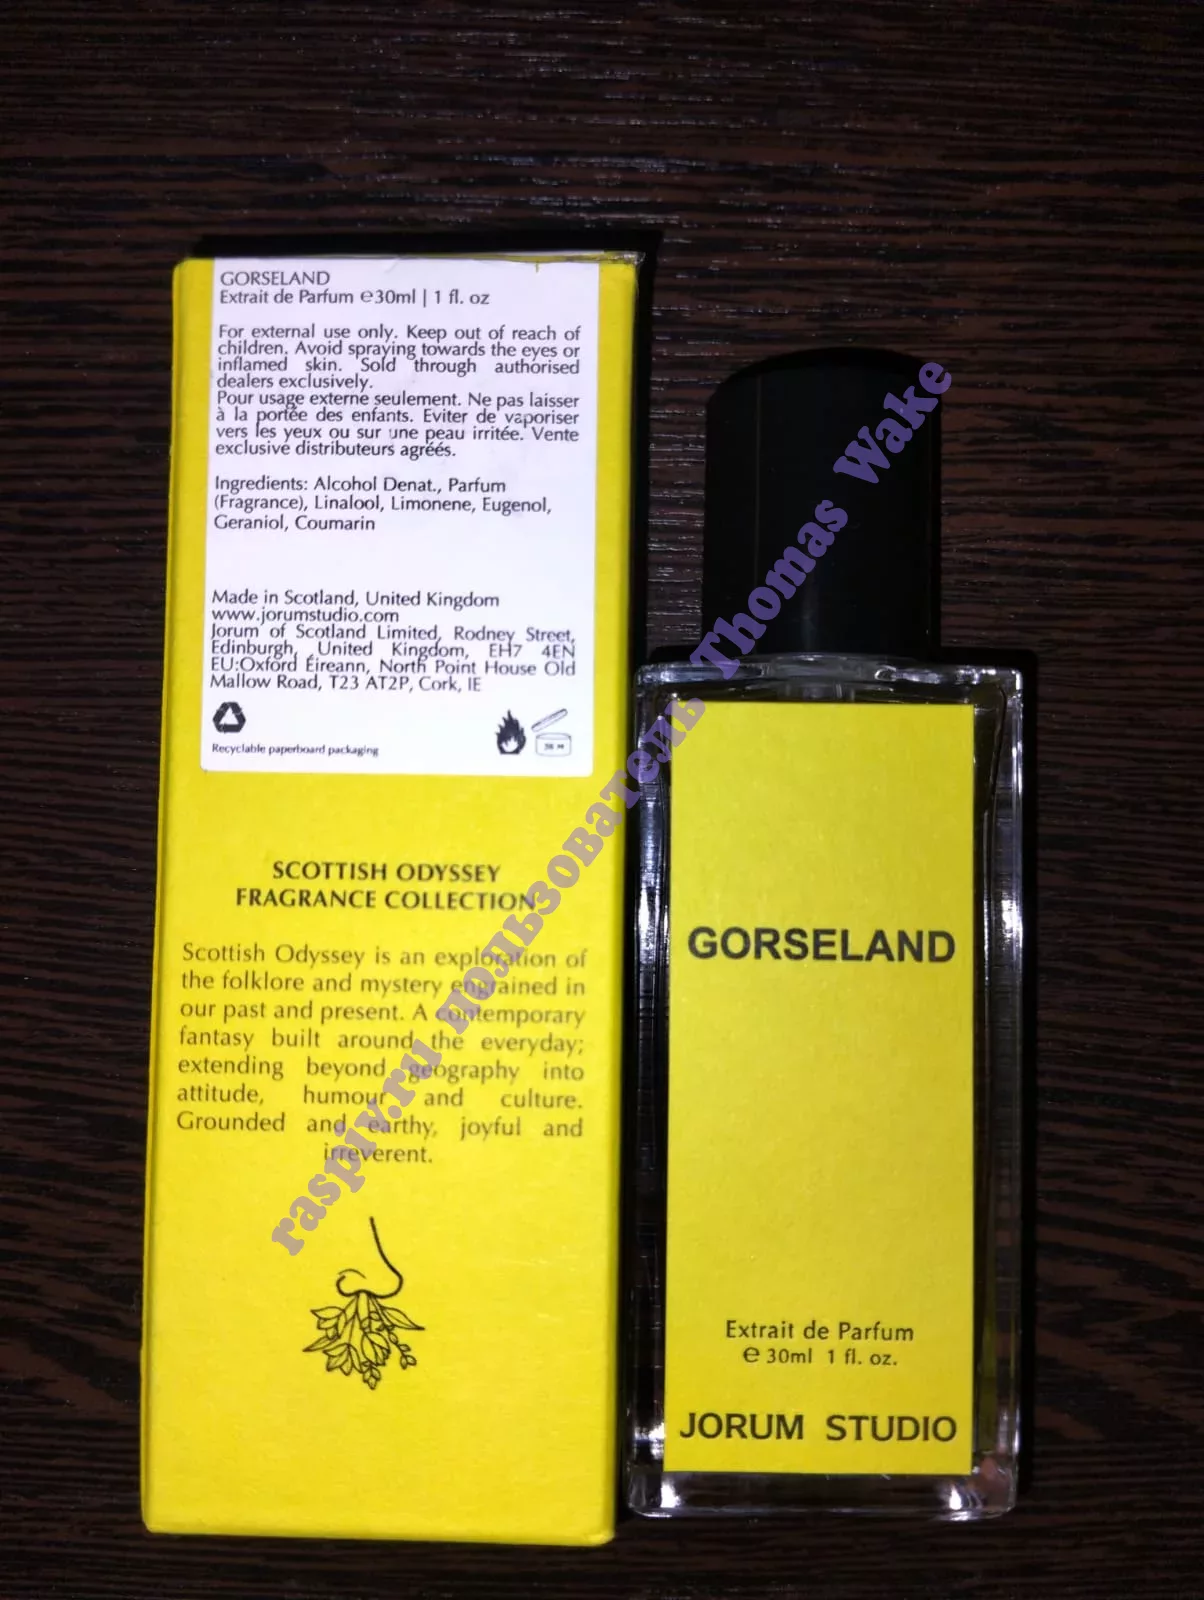 GORSELAND
Extrait de Parfum ℮30ml | 1 fl. oz
For external use only. Keep out of reach of
children. Avoid spraying towards the eyes or
inflamed skin. Sold through authorised
dealers exclusively.
Pour usage externe seulement. Ne pas laisser
à la portée des enfants. Eviter de vaporiser
vers les yeux ou sur une peau irritée. Vente
exclusive distributeurs agréés.
Ingredients: Alcohol Denat., Parfum
(Fragrance), Linalool, Limonene, Eugenol,
Geraniol, Coumarin
Made in Scotland, United Kingdom
www.jorumstudio.com
Jorum of Scotland Limited, Rodney Street,
Edinburgh, United Kingdom, EH7 4EN
EU:Oxford Éireann, North Point House Old
Mallow Road, T23 AT2P, Cork, IE
Recyclable paperboard packaging
SCOTTISH ODYSSEY
FRAGRANCE COLLECTION
Scottish Odyssey is an exploration of
the folklore and mystery engrained in
our past and present. A contemporary
fantasy built around the everyday;
extending beyond geography into
attitude, humour and culture.
Grounded and earthy, joyful and
irreverent.
GORSELAND
Extrait de Parfum
℮ 30ml 1 fl. oz.
JORUM STUDIO
raspiv.ru пользователь Thomas Wake